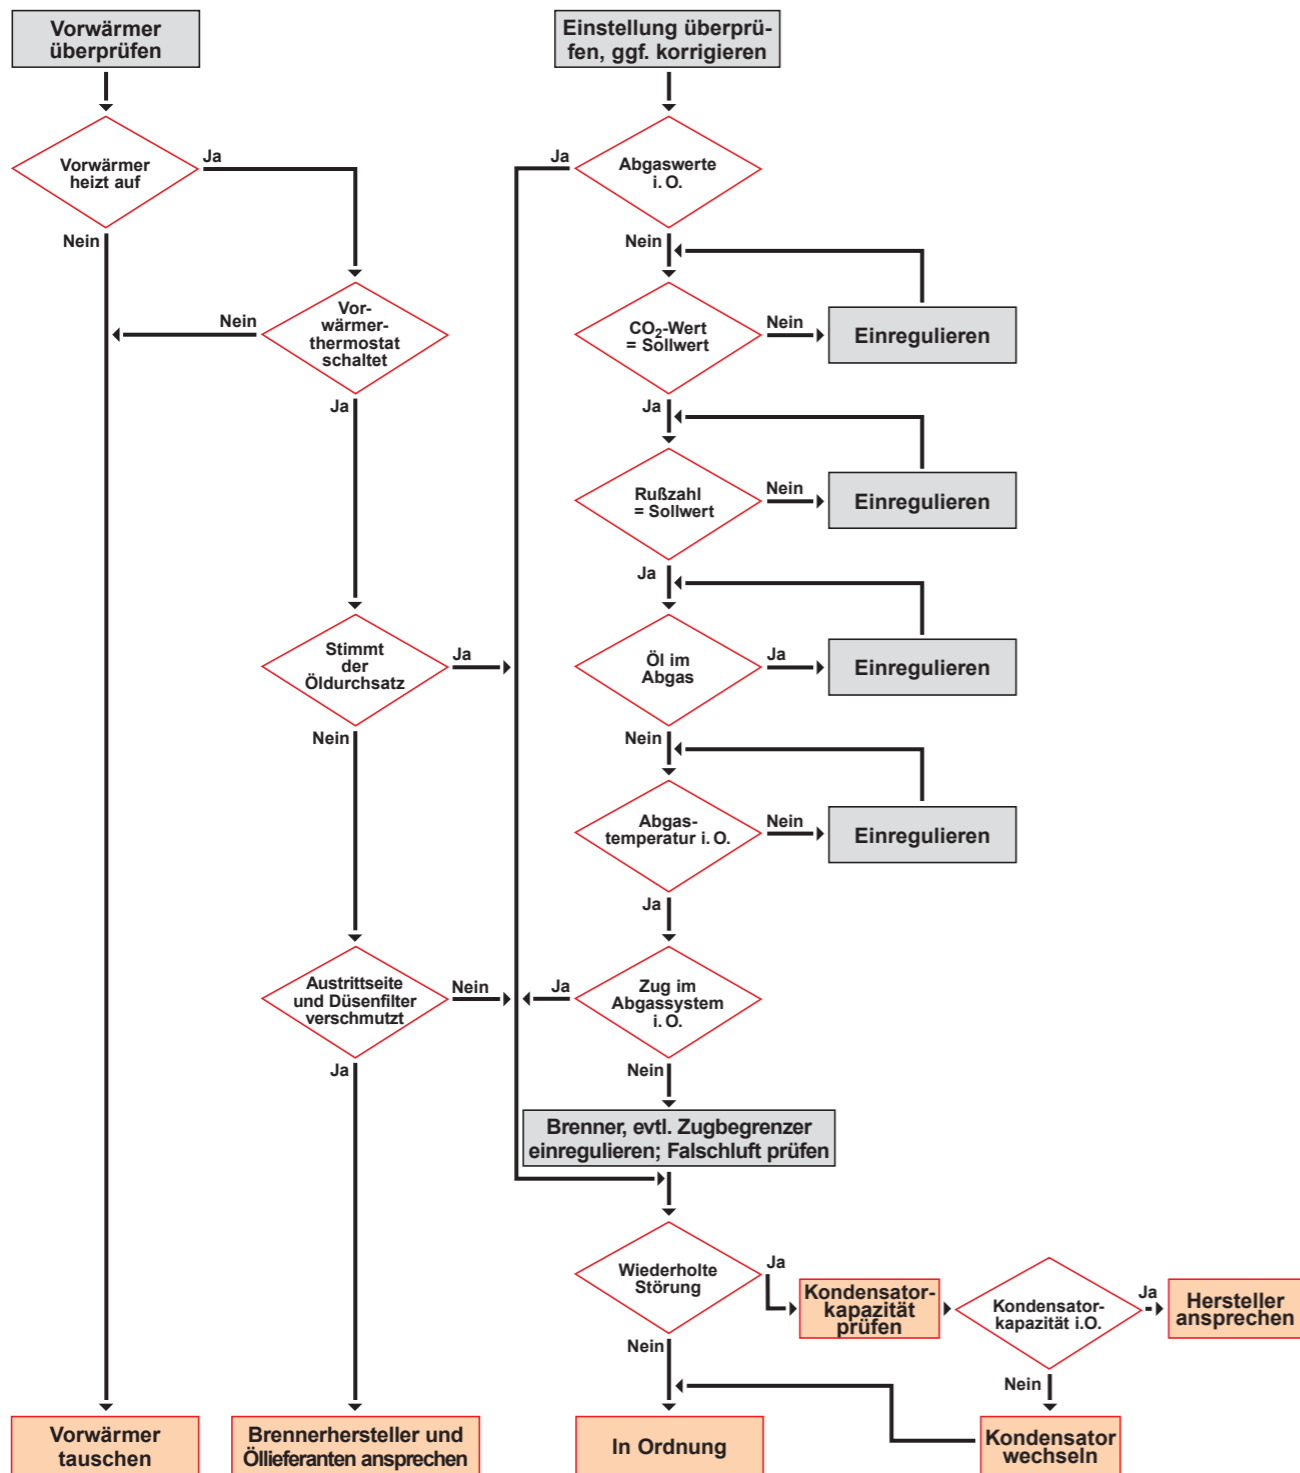 Vorwärmer
überprüfen
Einstellung überprü-
fen, ggf. korrigieren
Vorwärmer
heizt auf
Ja
Nein
Ja
Abgaswerte
i. O.
Nein
Vor-
wärmer-
thermostat
schaltet
Nein
Ja
CO₂-Wert
= Sollwert
Nein
Einregulieren
Ja
Rußzahl
= Sollwert
Nein
Einregulieren
Ja
Stimmt
der
Öldurchsatz
Ja
Nein
Öl im
Abgas
Ja
Einregulieren
Nein
Abgas-
temperatur i. O.
Nein
Einregulieren
Ja
Austrittseite
und Düsenfilter
verschmutzt
Nein
Ja
Ja
Zug im
Abgassystem
i. O.
Nein
Brenner, evtl. Zugbegrenzer
einregulieren; Falschluft prüfen
Wiederholte
Störung
Ja
Nein
Kondensator-
kapazität
prüfen
Kondensator-
kapazität i.O.
Ja
Hersteller
ansprechen
Nein
Vorwärmer
tauschen
Brennerhersteller und
Öllieferanten ansprechen
In Ordnung
Kondensator
wechseln